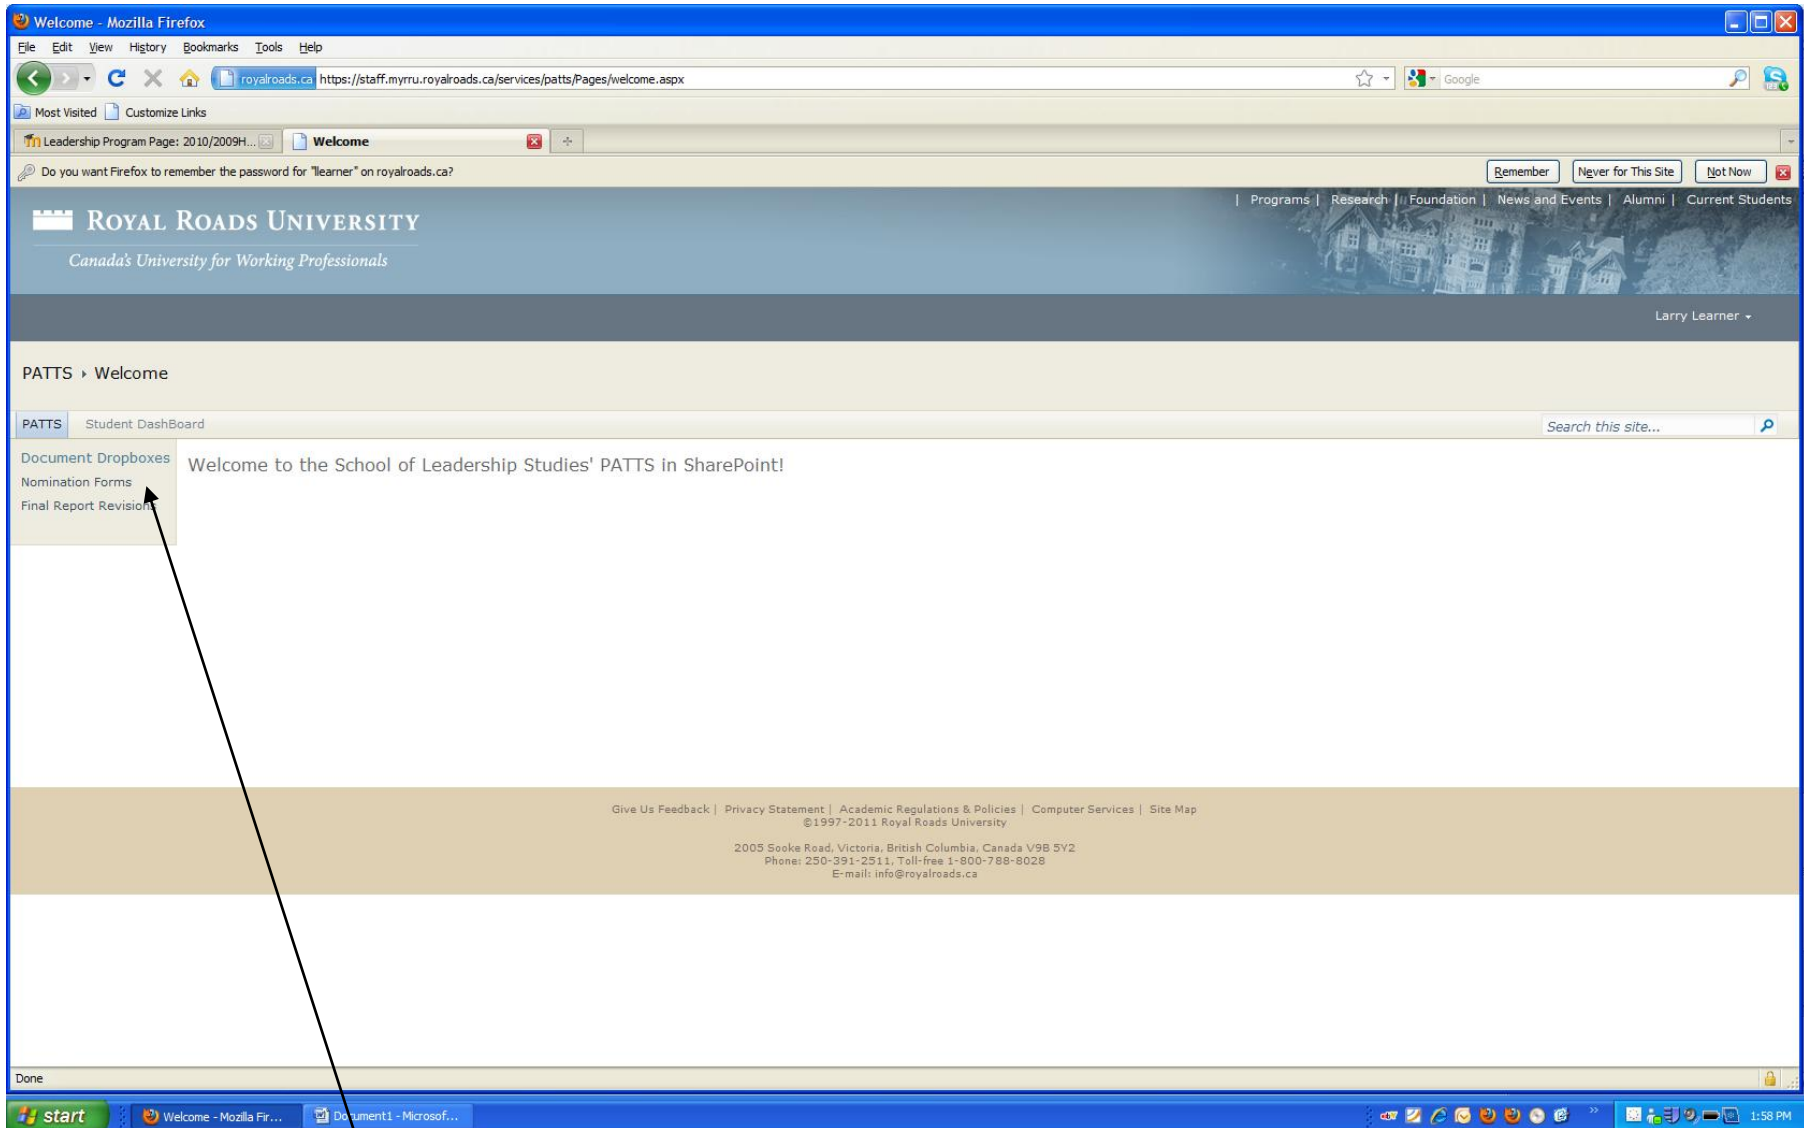 Welcome - Mozilla Firefox
File Edit View History Bookmarks Tools Help
royalroads.ca https://staff.myrru.royalroads.ca/services/patts/Pages/welcome.aspx
Google
Most Visited Customize Links
Leadership Program Page: 2010/2009H... Welcome
Do you want Firefox to remember the password for "llearner" on royalroads.ca? Remember Never for This Site Not Now
| Programs | Research | Foundation | News and Events | Alumni | Current Students
ROYAL ROADS UNIVERSITY
Canada's University for Working Professionals
Larry Learner
PATTS Welcome
PATTS Student DashBoard Search this site...
Document Dropboxes
Welcome to the School of Leadership Studies' PATTS in SharePoint!
Nomination Forms
Final Report Revisions
Give Us Feedback | Privacy Statement | Academic Regulations & Policies | Computer Services | Site Map
©1997-2011 Royal Roads University
2005 Sooke Road, Victoria, British Columbia, Canada V9B 5Y2
Phone: 250-391-2511, Toll-free 1-800-788-8028
E-mail: info@royalroads.ca
Done
start Welcome - Mozilla Fir... Document1 - Microsof... 1:58 PM